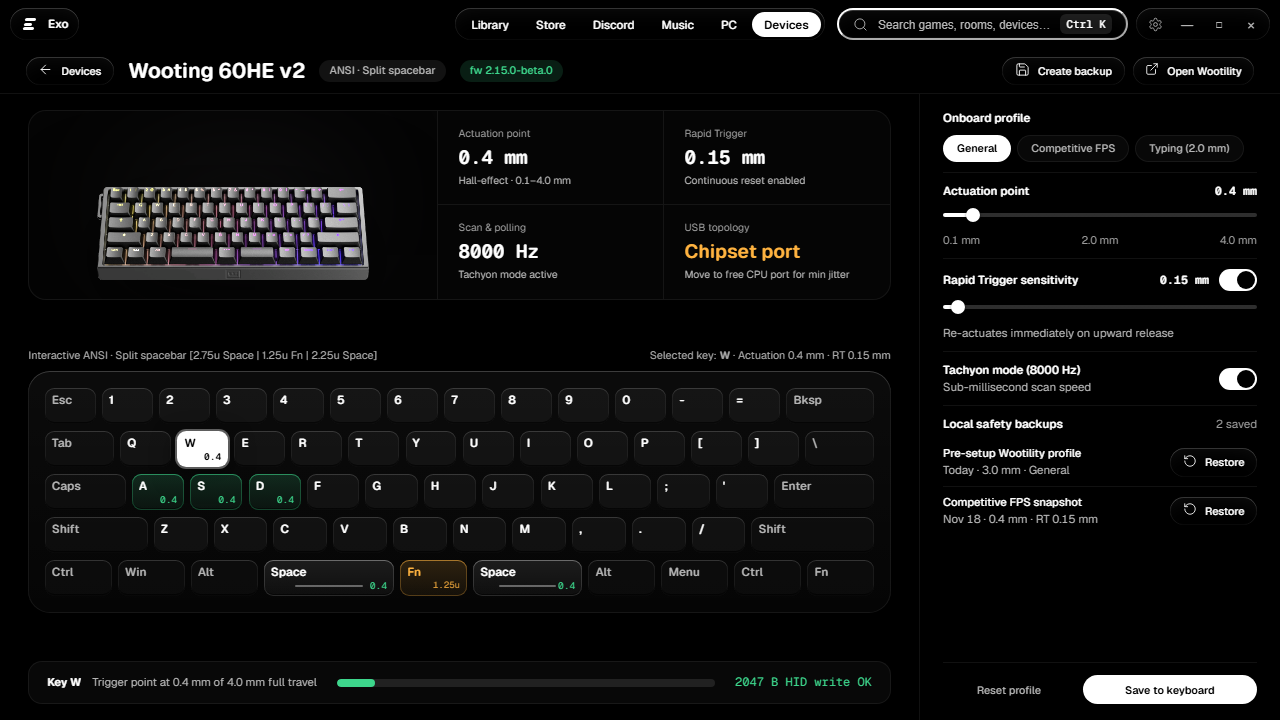 Exo
Library Store Discord Music PC Devices
Search games, rooms, devices... Ctrl K
Devices
Wooting 60HE v2
ANSI · Split spacebar
fw 2.15.0-beta.0
Create backup
Open Wootility
Actuation point
0.4 mm
Hall-effect · 0.1–4.0 mm
Rapid Trigger
0.15 mm
Continuous reset enabled
Scan & polling
8000 Hz
Tachyon mode active
USB topology
Chipset port
Move to free CPU port for min jitter
Interactive ANSI · Split spacebar [2.75u Space | 1.25u Fn | 2.25u Space]
Selected key: W · Actuation 0.4 mm · RT 0.15 mm
Esc 1 2 3 4 5 6 7 8 9 0 - = Bksp
Tab Q W 0.4 E R T Y U I O P [ ] \
Caps A 0.4 S 0.4 D 0.4 F G H J K L ; ' Enter
Shift Z X C V B N M , . / Shift
Ctrl Win Alt Space 0.4 Fn 1.25u Space 0.4 Alt Menu Ctrl Fn
Key W Trigger point at 0.4 mm of 4.0 mm full travel
2047 B HID write OK
Onboard profile
General Competitive FPS Typing (2.0 mm)
Actuation point 0.4 mm
0.1 mm 2.0 mm 4.0 mm
Rapid Trigger sensitivity 0.15 mm
Re-actuates immediately on upward release
Tachyon mode (8000 Hz)
Sub-millisecond scan speed
Local safety backups 2 saved
Pre-setup Wootility profile
Today · 3.0 mm · General
Restore
Competitive FPS snapshot
Nov 18 · 0.4 mm · RT 0.15 mm
Restore
Reset profile
Save to keyboard